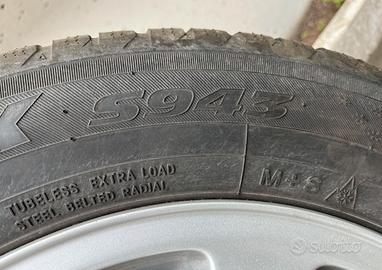 S943
TUBELESS EXTRA LOAD
STEEL BELTED RADIAL
M+S
subito